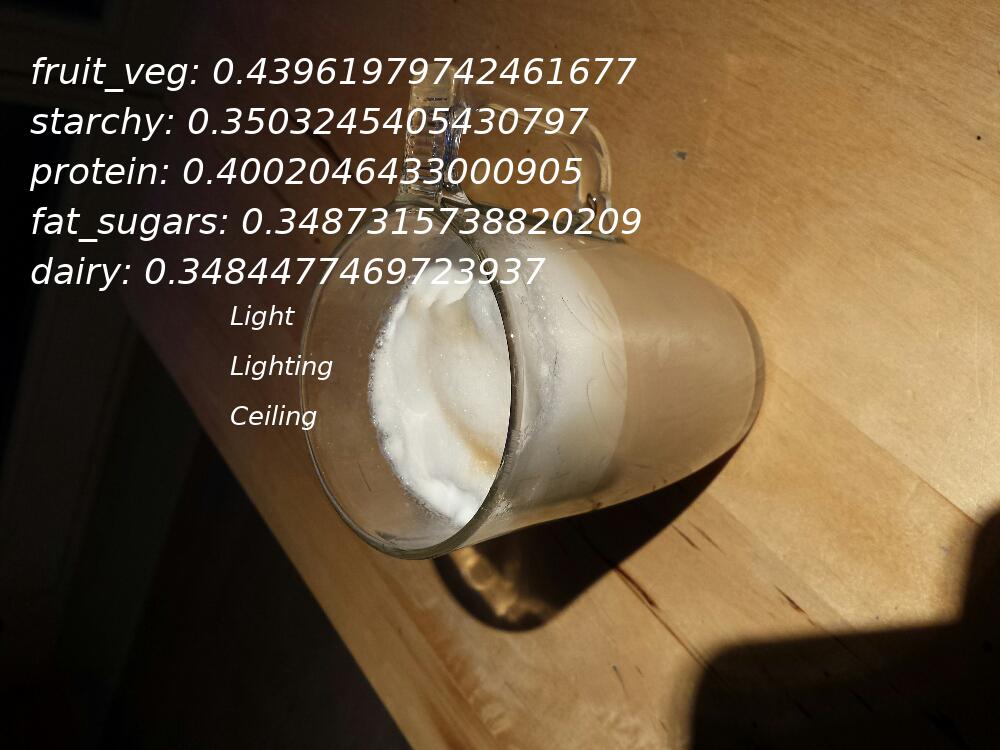 fruit_veg: 0.43961979742461677
starchy: 0.3503245405430797
protein: 0.4002046433000905
fat_sugars: 0.3487315738820209
dairy: 0.3484477469723937
Light
Lighting
Ceiling